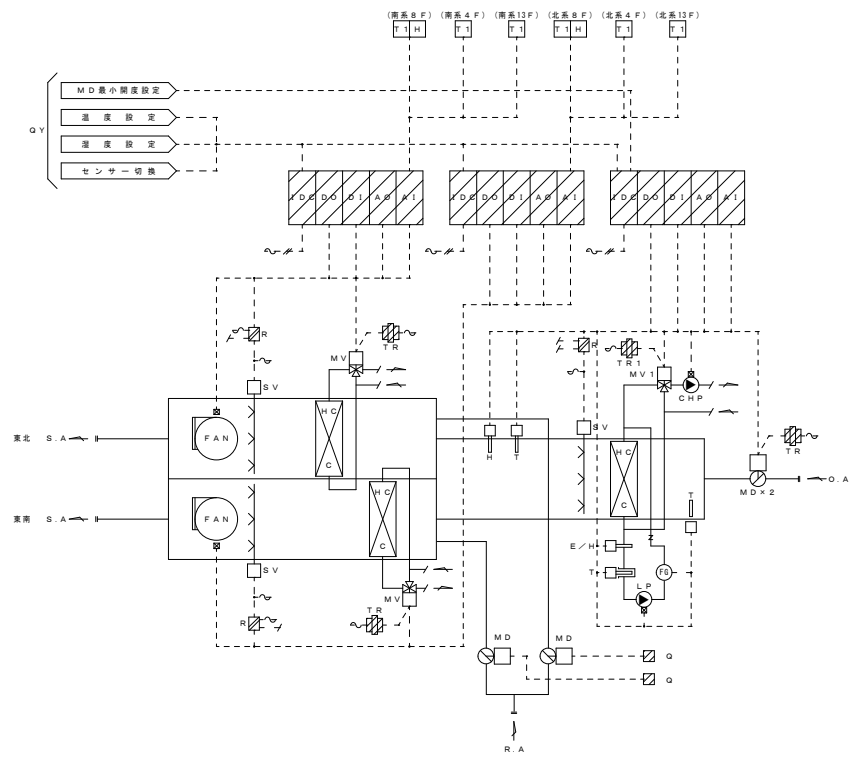 (南系8F) (南系4F) (南系13F) (北系8F) (北系4F) (北系13F)
T1 H T1 T1 T1 H T1 T1
MD最小開度設定
温度設定
QY
湿度設定
センサー切換
IDC DO DI AO AI IDC DO DI AO AI IDC DO DI AO AI
R R
TR TR1
MV MV1
SV CHP
SV
HC HC
東北 S.A FAN TR
H T
C C MD×2 O.A
HC T
東南 S.A FAN
C E/H
SV T FG
MV LP
TR
R
MD MD
Q
Q
R.A